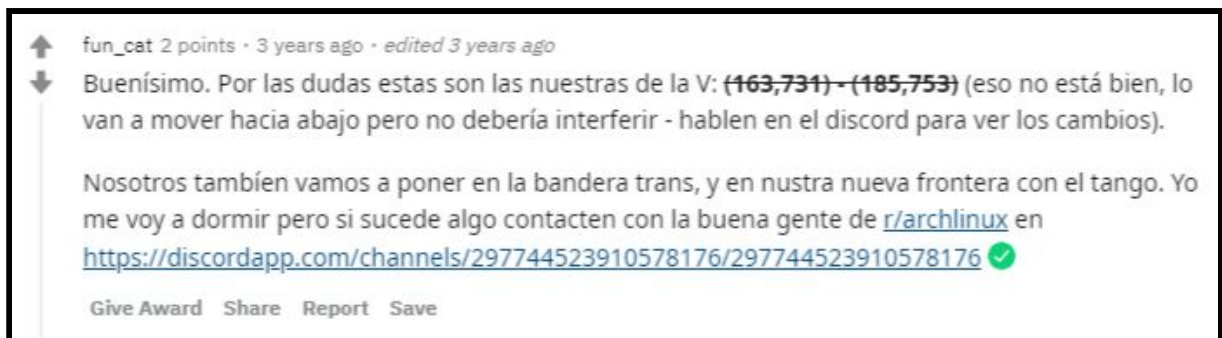 fun_cat 2 points · 3 years ago · edited 3 years ago
Buenísimo. Por las dudas estas son las nuestras de la V: (163,731) - (185,753) (eso no está bien, lo
van a mover hacia abajo pero no debería interferir - hablen en el discord para ver los cambios).
Nosotros tambíen vamos a poner en la bandera trans, y en nustra nueva frontera con el tango. Yo
me voy a dormir pero si sucede algo contacten con la buena gente de r/archlinux en
https://discordapp.com/channels/297744523910578176/297744523910578176
Give Award Share Report Save